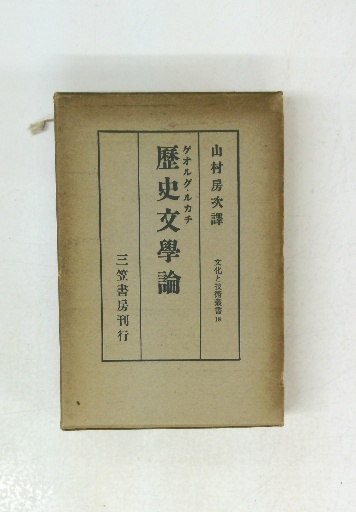 山村房次譯
文化と技術叢書 18
ゲオルグ・ルカチ
歷史文學論
三笠書房刊行